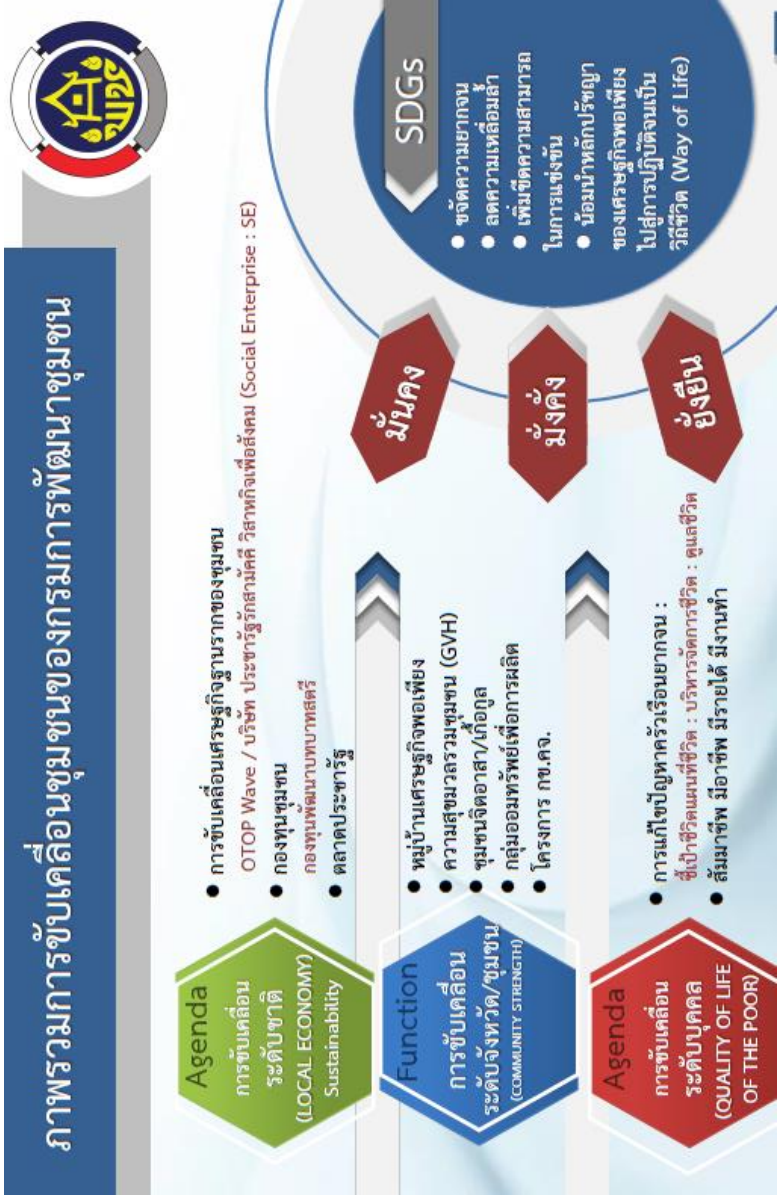 ภาพรวมการขับเคลื่อนชุมชนของกรมการพัฒนาชุมชน
พช
Agenda
การขับเคลื่อน
ระดับชาติ
(LOCAL ECONOMY)
Sustainability
● การขับเคลื่อนเศรษฐกิจฐานรากของชุมชน
OTOP Wave / บริษัท ประชารัฐรักสามัคคี วิสาหกิจเพื่อสังคม (Social Enterprise : SE)
● กองทุนชุมชน
กองทุนพัฒนาบทบาทสตรี
● ตลาดประชารัฐ
Function
การขับเคลื่อน
ระดับจังหวัด/ชุมชน
(COMMUNITY STRENGTH)
● หมู่บ้านเศรษฐกิจพอเพียง
● ความสุขมวลรวมชุมชน (GVH)
● ชุมชนจิตอาสา/เกื้อกูล
● กลุ่มออมทรัพย์เพื่อการผลิต
● โครงการ กข.คจ.
Agenda
การขับเคลื่อน
ระดับบุคคล
(QUALITY OF LIFE
OF THE POOR)
● การแก้ไขปัญหาครัวเรือนยากจน :
ชี้เป้าชีวิตแผนที่ชีวิต : บริหารจัดการชีวิต : ดูแลชีวิต
● สัมมาชีพ มีอาชีพ มีรายได้ มีงานทำ
มั่นคง
มั่งคั่ง
ยั่งยืน
SDGs
● ขจัดความยากจน
● ลดความเหลื่อมล้ำ
● เพิ่มขีดความสามารถ
ในการแข่งขัน
● น้อมนำหลักปรัชญา
ของเศรษฐกิจพอเพียง
ไปสู่การปฏิบัติจนเป็น
วิถีชีวิต (Way of Life)